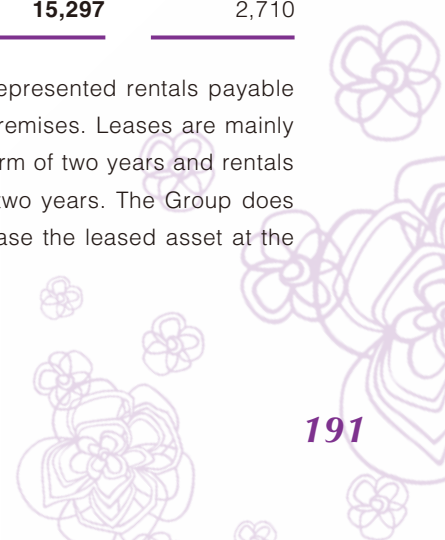 15,297 2,710
epresented rentals payable
remises. Leases are mainly
rm of two years and rentals
two years. The Group does
ase the leased asset at the
191